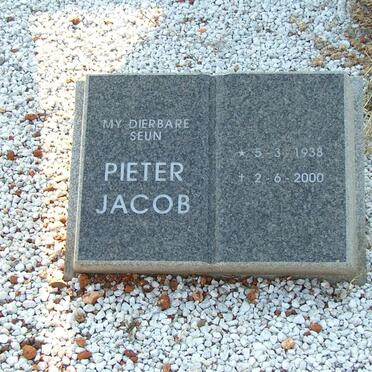 MY DIERBARE
SEUN
PIETER
JACOB
★ 5-3-1938
† 2-6-2000